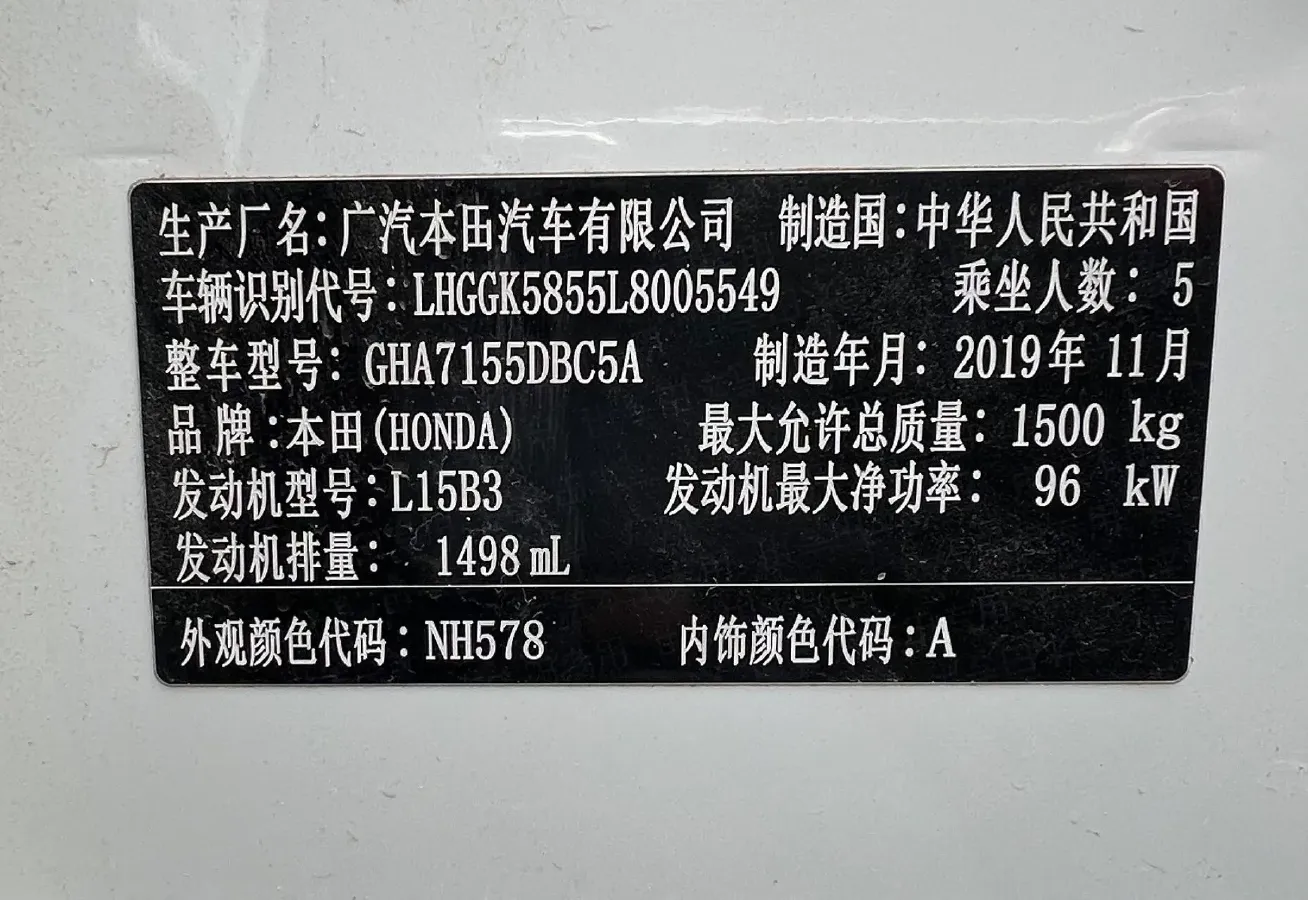 生产厂名:广汽本田汽车有限公司 制造国:中华人民共和国
车辆识别代号:LHGGK5855L8005549 乘坐人数: 5
整车型号: GHA7155DBC5A 制造年月: 2019年 11月
品 牌:本田(HONDA) 最大允许总质量: 1500 kg
发动机型号:L15B3 发动机最大净功率: 96 kW
发动机排量: 1498 mL
外观颜色代码:NH578 内饰颜色代码:A